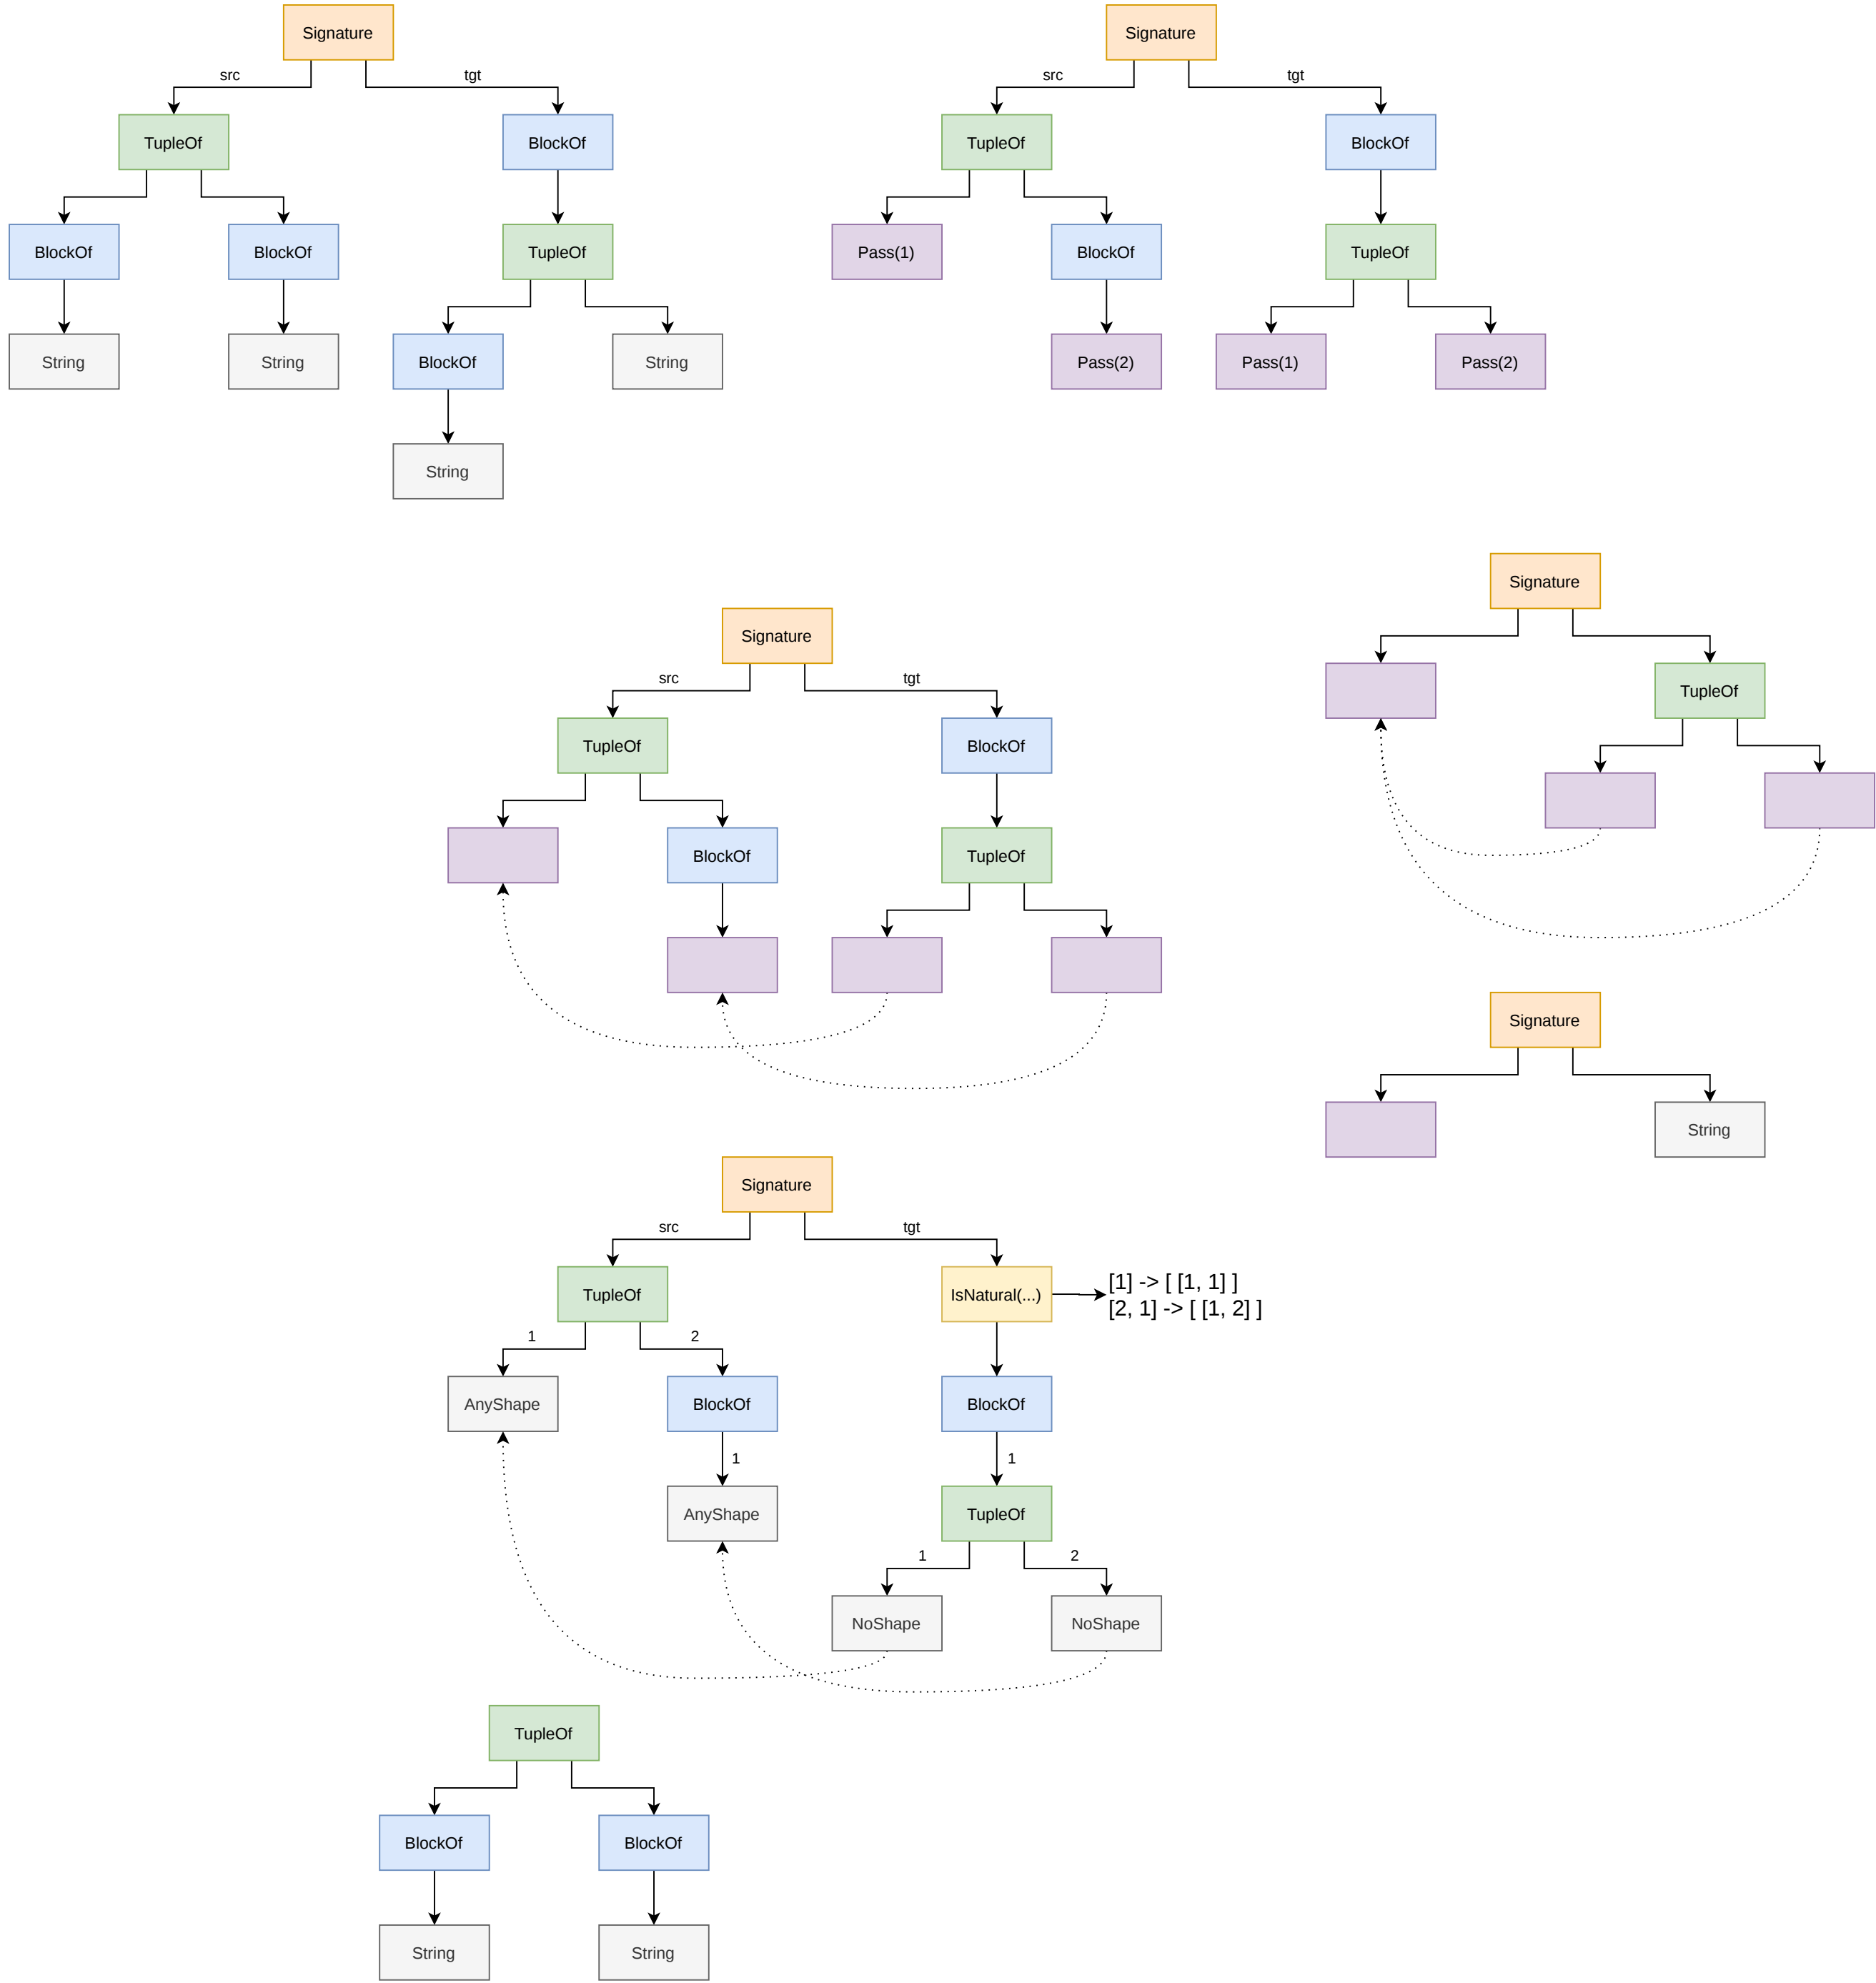 Signature
src
tgt
TupleOf
BlockOf
BlockOf
BlockOf
TupleOf
String
String
BlockOf
String
String
Signature
src
tgt
TupleOf
BlockOf
Pass(1)
BlockOf
TupleOf
Pass(2)
Pass(1)
Pass(2)
Signature
src
tgt
TupleOf
BlockOf
BlockOf
TupleOf
Signature
TupleOf
Signature
String
Signature
src
tgt
TupleOf
IsNatural(...)
[1] -> [ [1, 1] ]
[2, 1] -> [ [1, 2] ]
1
2
AnyShape
BlockOf
BlockOf
1
1
AnyShape
TupleOf
1
2
NoShape
NoShape
TupleOf
BlockOf
BlockOf
String
String